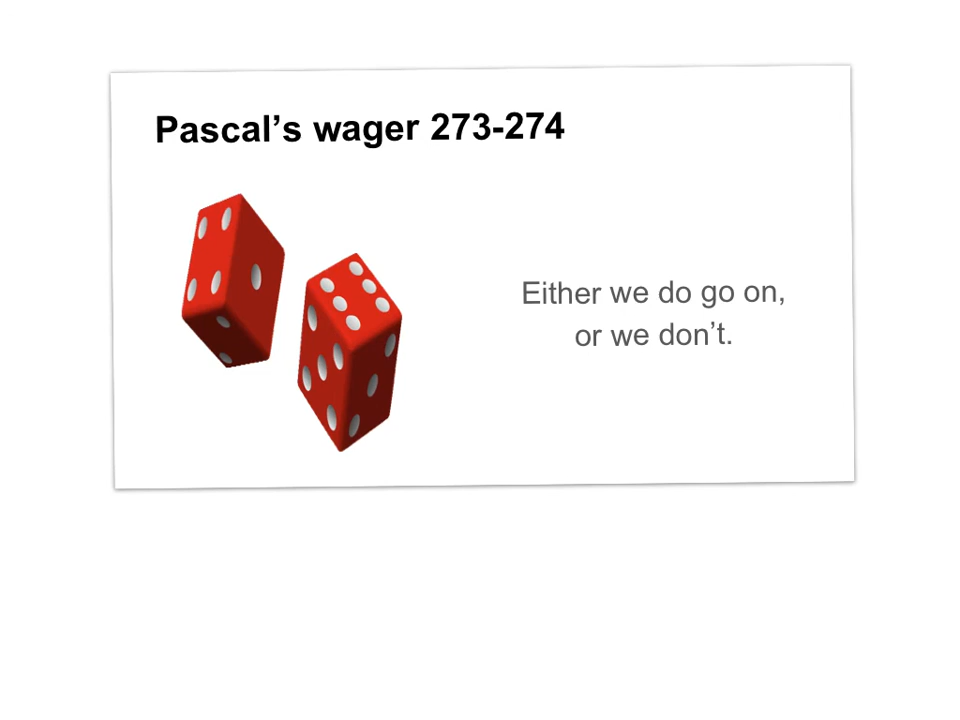 Pascal’s wager 273-274
Either we do go on,
or we don’t.